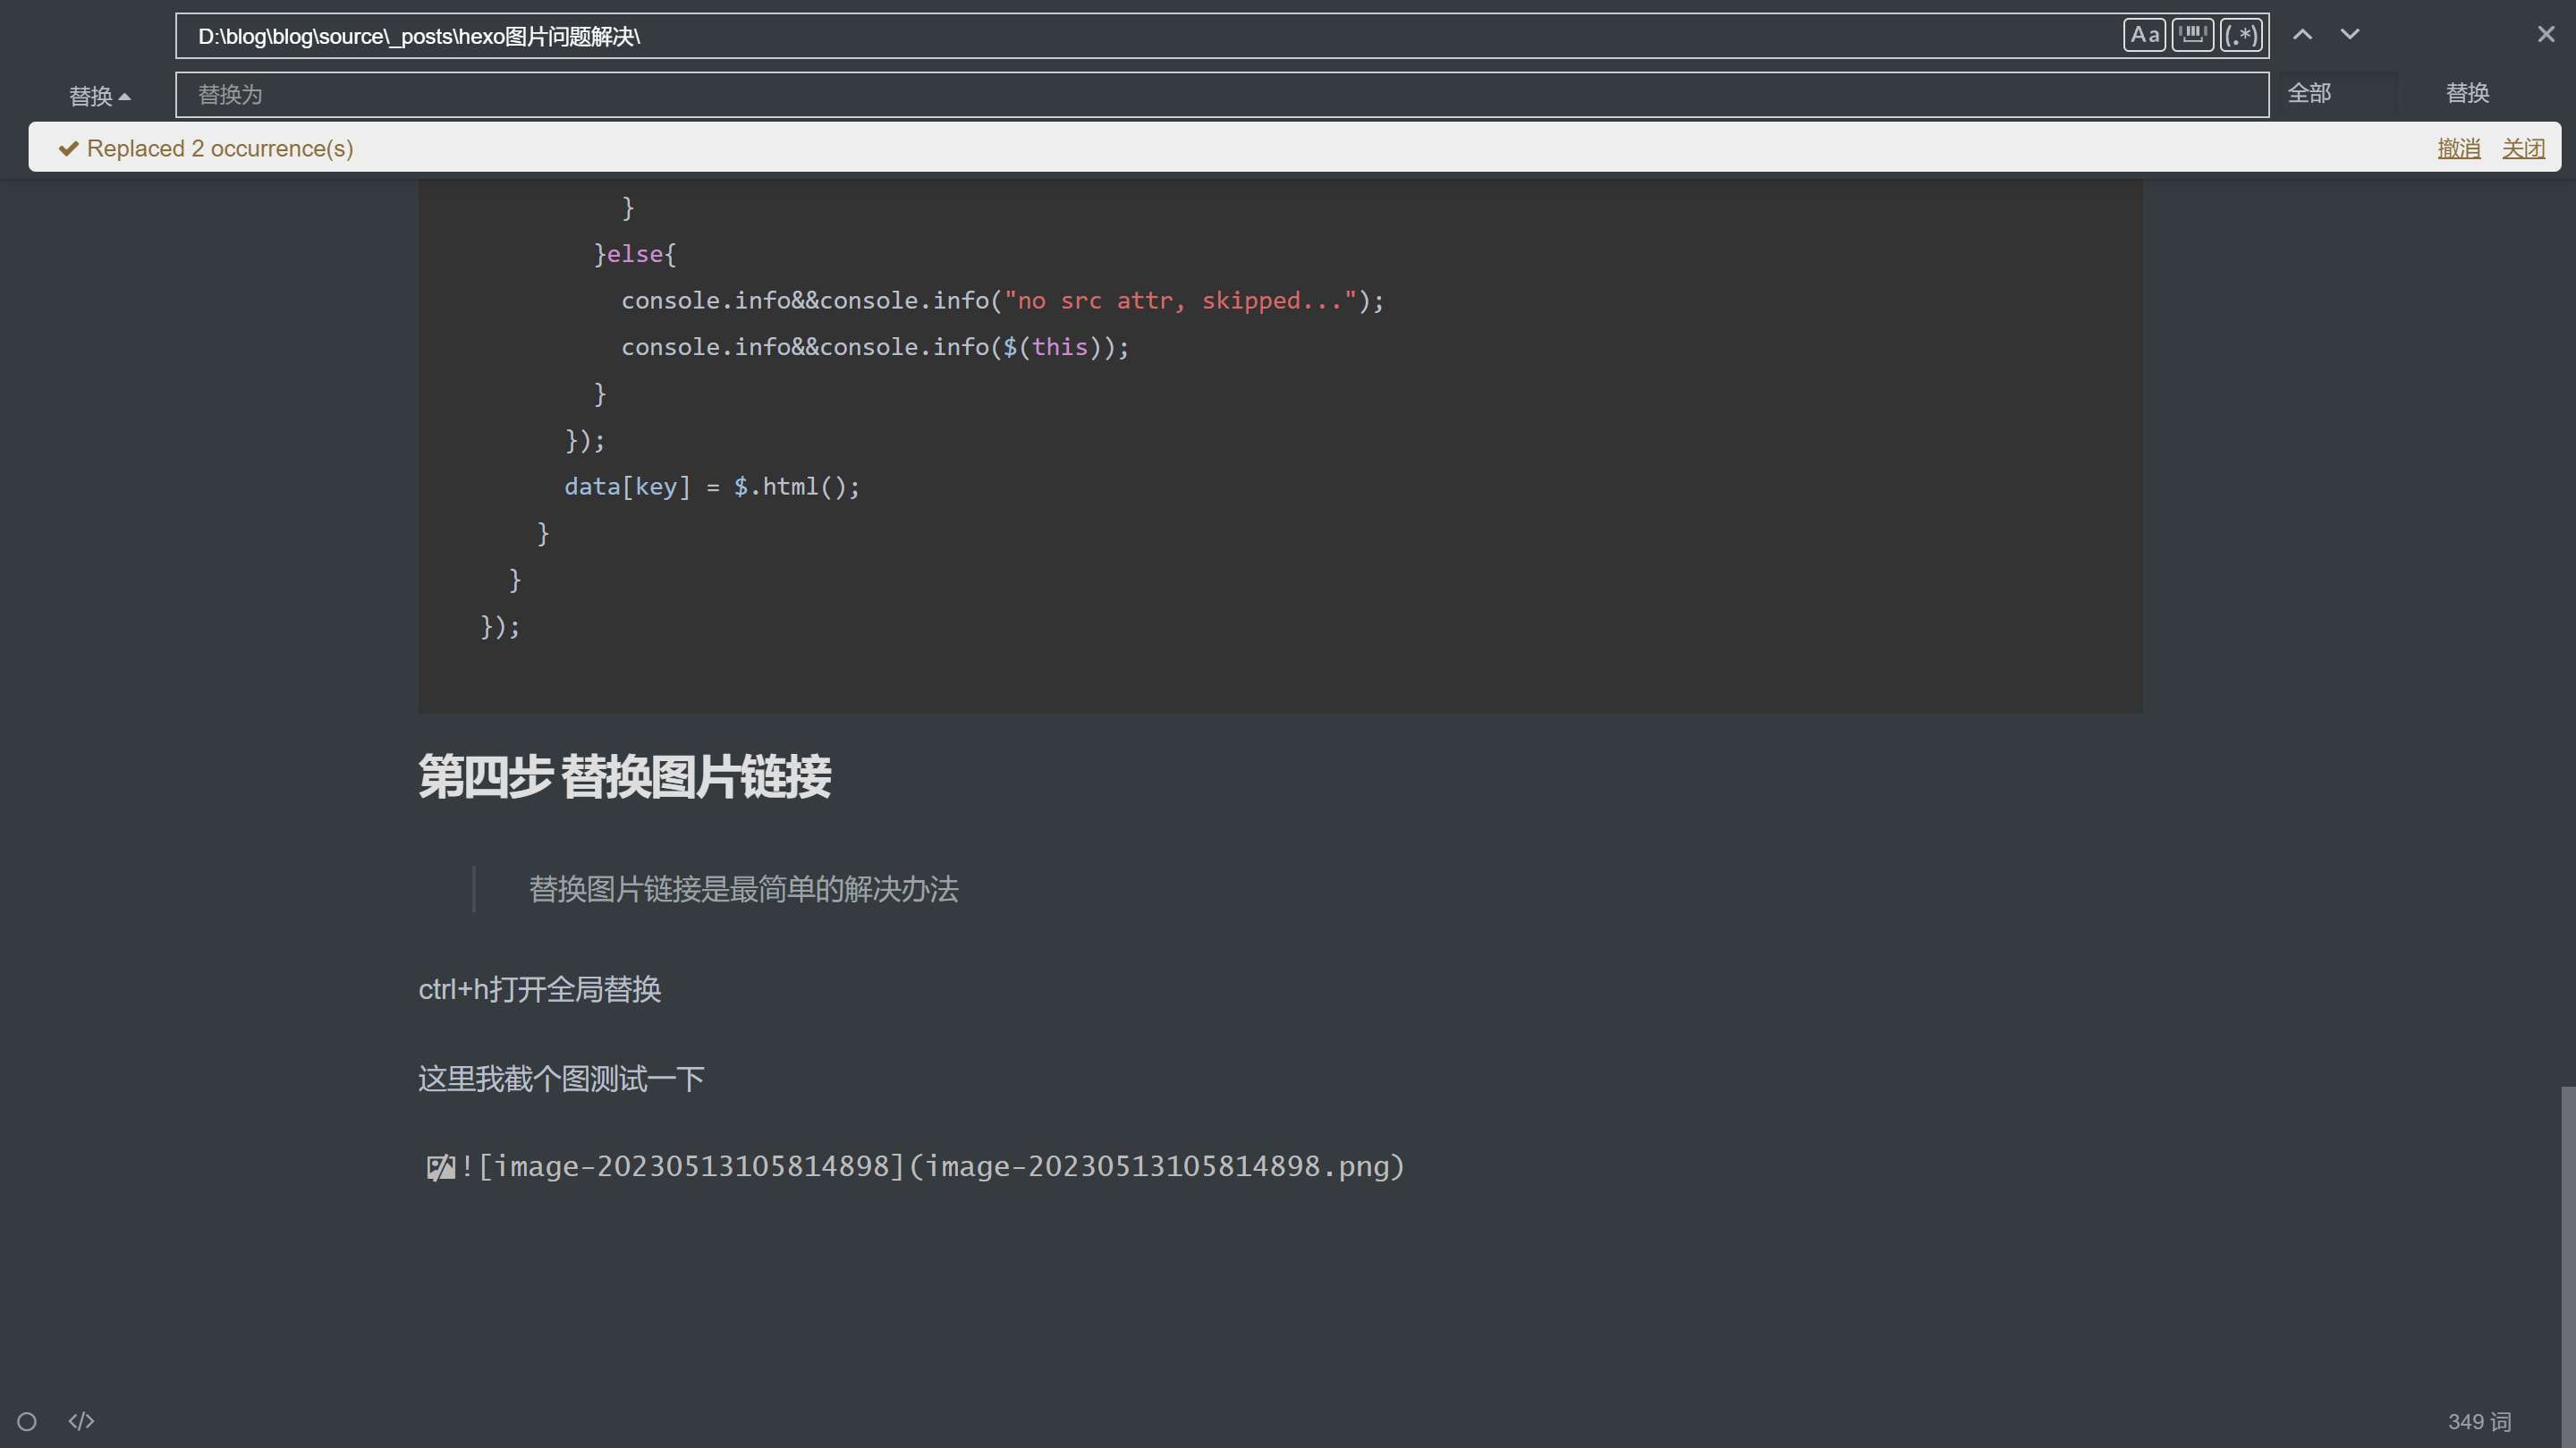 D:\blog\blog\source\_posts\hexo图片问题解决\
Aa (.*)
替换 替换为 全部 替换
Replaced 2 occurrence(s) 撤消 关闭
}
}else{
console.info&&console.info("no src attr, skipped...");
console.info&&console.info($(this));
}
});
data[key] = $.html();
}
}
});
第四步 替换图片链接
替换图片链接是最简单的解决办法
ctrl+h打开全局替换
这里我截个图测试一下
![image-20230513105814898](image-20230513105814898.png)
</> 349 词